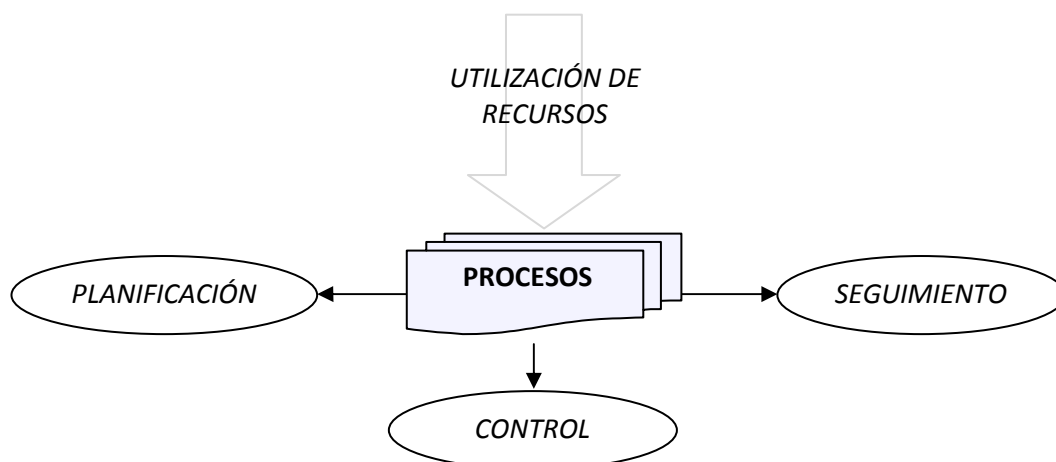 UTILIZACIÓN DE
RECURSOS
PROCESOS
PLANIFICACIÓN
SEGUIMIENTO
CONTROL